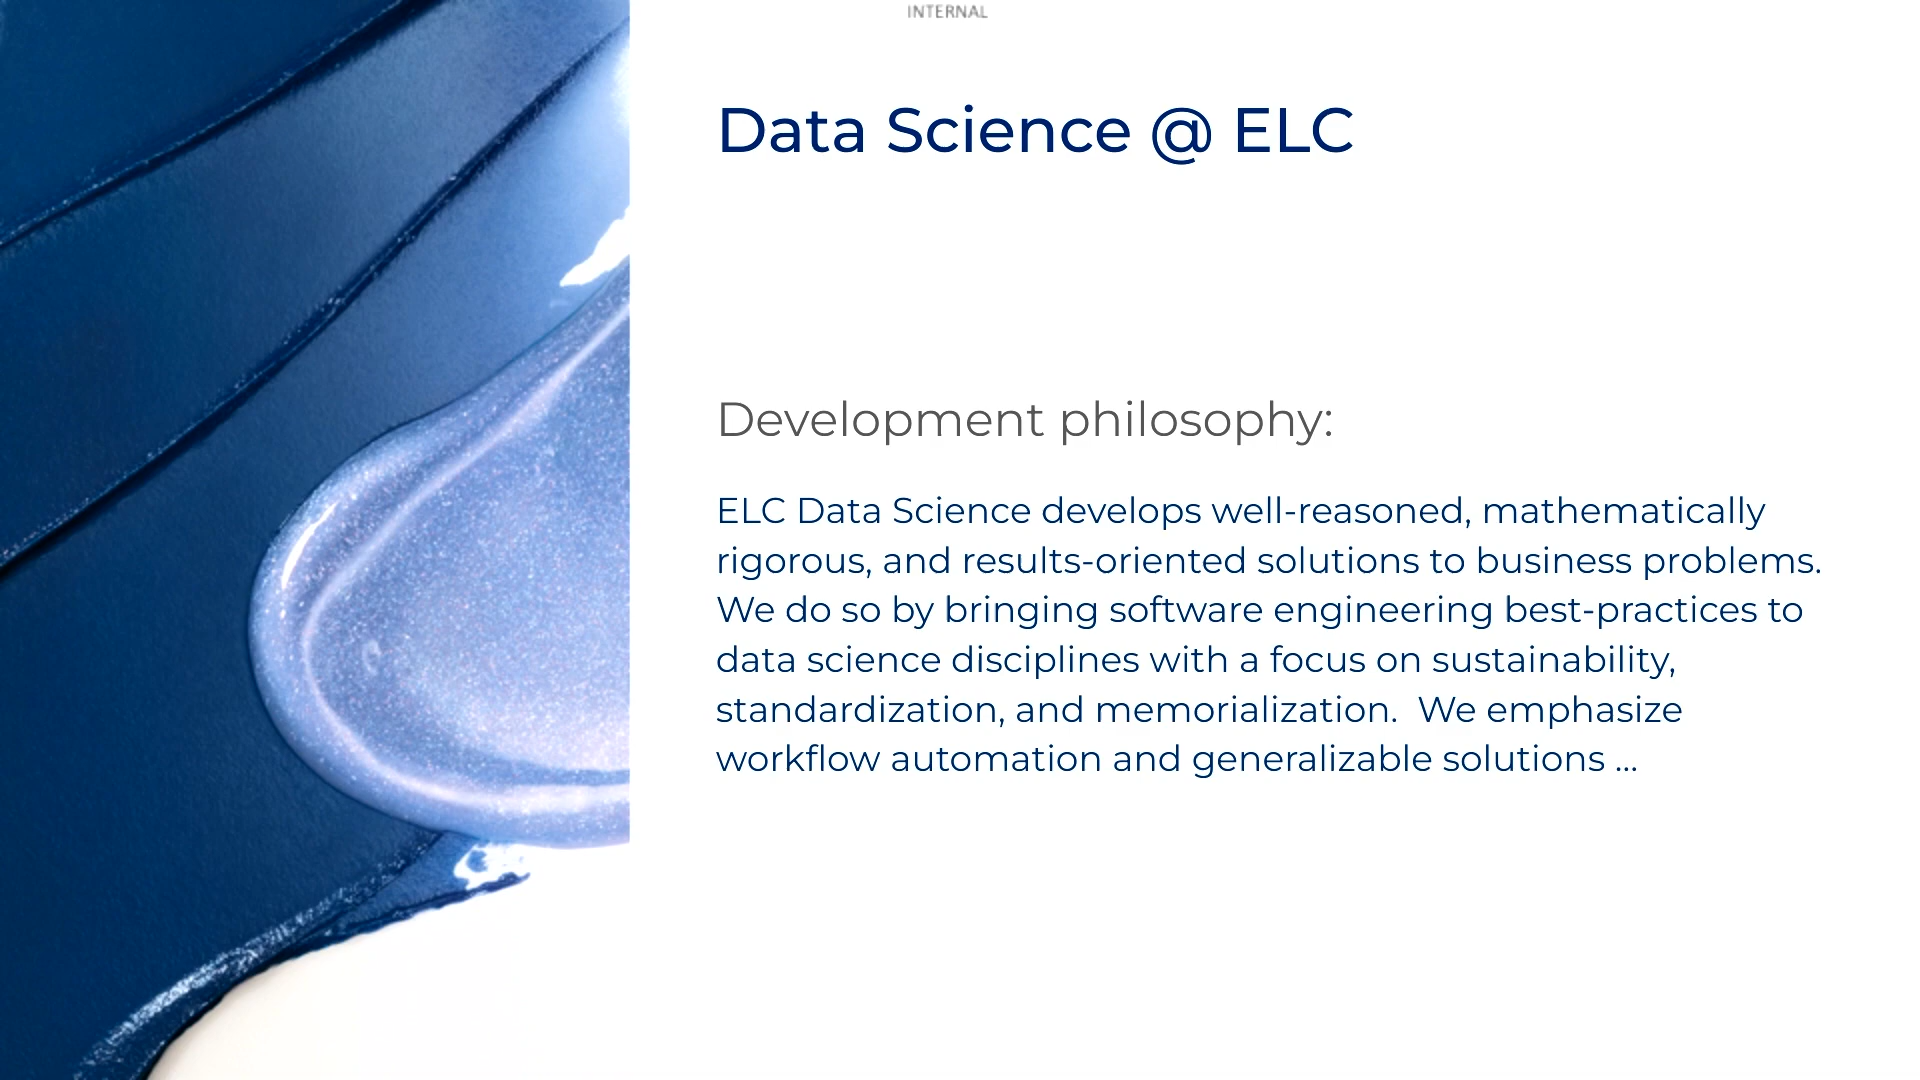 INTERNAL
Data Science @ ELC
Development philosophy:
ELC Data Science develops well-reasoned, mathematically
rigorous, and results-oriented solutions to business problems.
We do so by bringing software engineering best-practices to
data science disciplines with a focus on sustainability,
standardization, and memorialization.  We emphasize
workflow automation and generalizable solutions ...